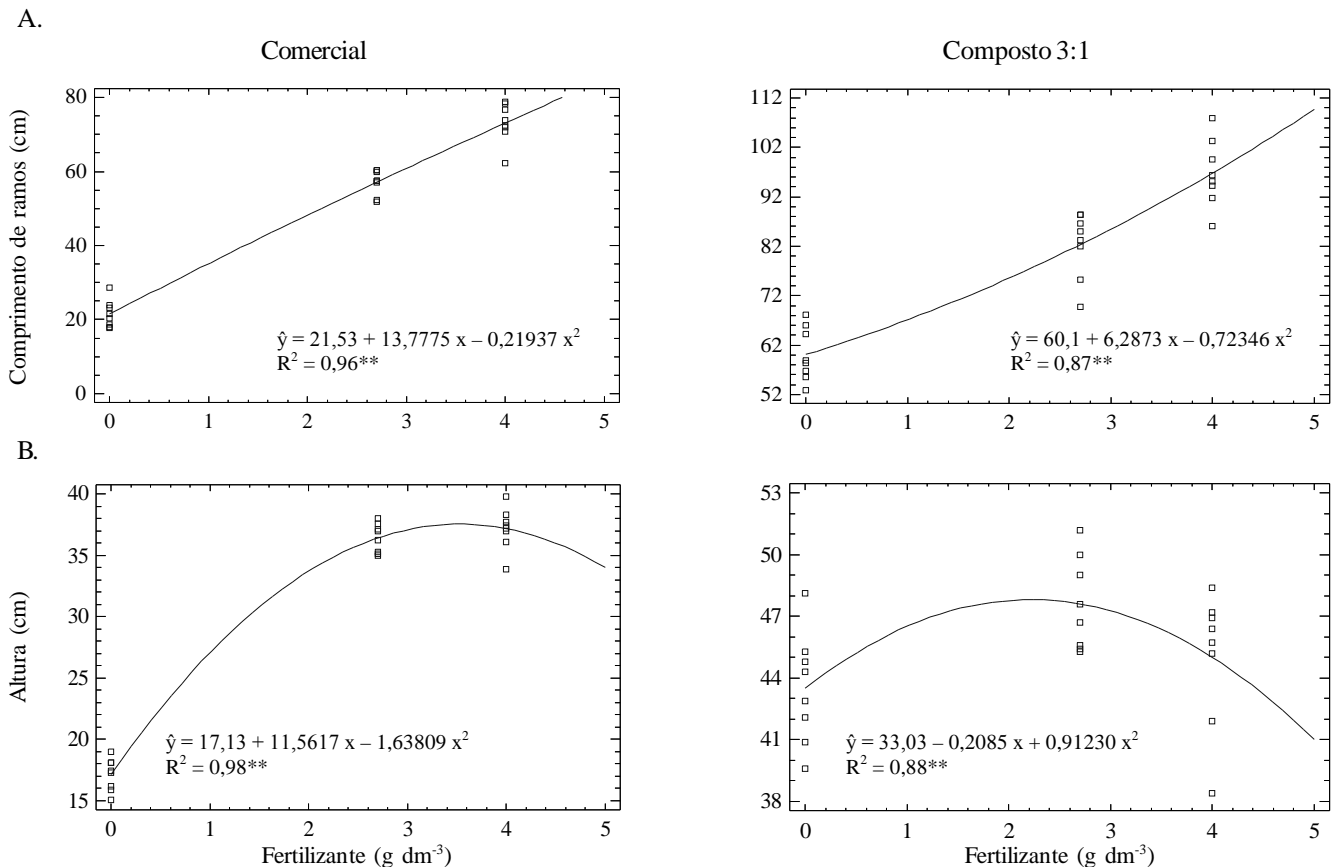 A.
Comercial
Composto 3:1
Comprimento de ramos (cm)
80
60
40
20
0
ŷ = 21,53 + 13,7775 x – 0,21937 x²
R² = 0,96**
0 1 2 3 4 5
112
102
92
82
72
62
52
ŷ = 60,1 + 6,2873 x – 0,72346 x²
R² = 0,87**
0 1 2 3 4 5
B.
Altura (cm)
40
35
30
25
20
15
ŷ = 17,13 + 11,5617 x – 1,63809 x²
R² = 0,98**
0 1 2 3 4 5
Fertilizante (g dm⁻³)
53
50
47
44
41
38
ŷ = 33,03 – 0,2085 x + 0,91230 x²
R² = 0,88**
0 1 2 3 4 5
Fertilizante (g dm⁻³)